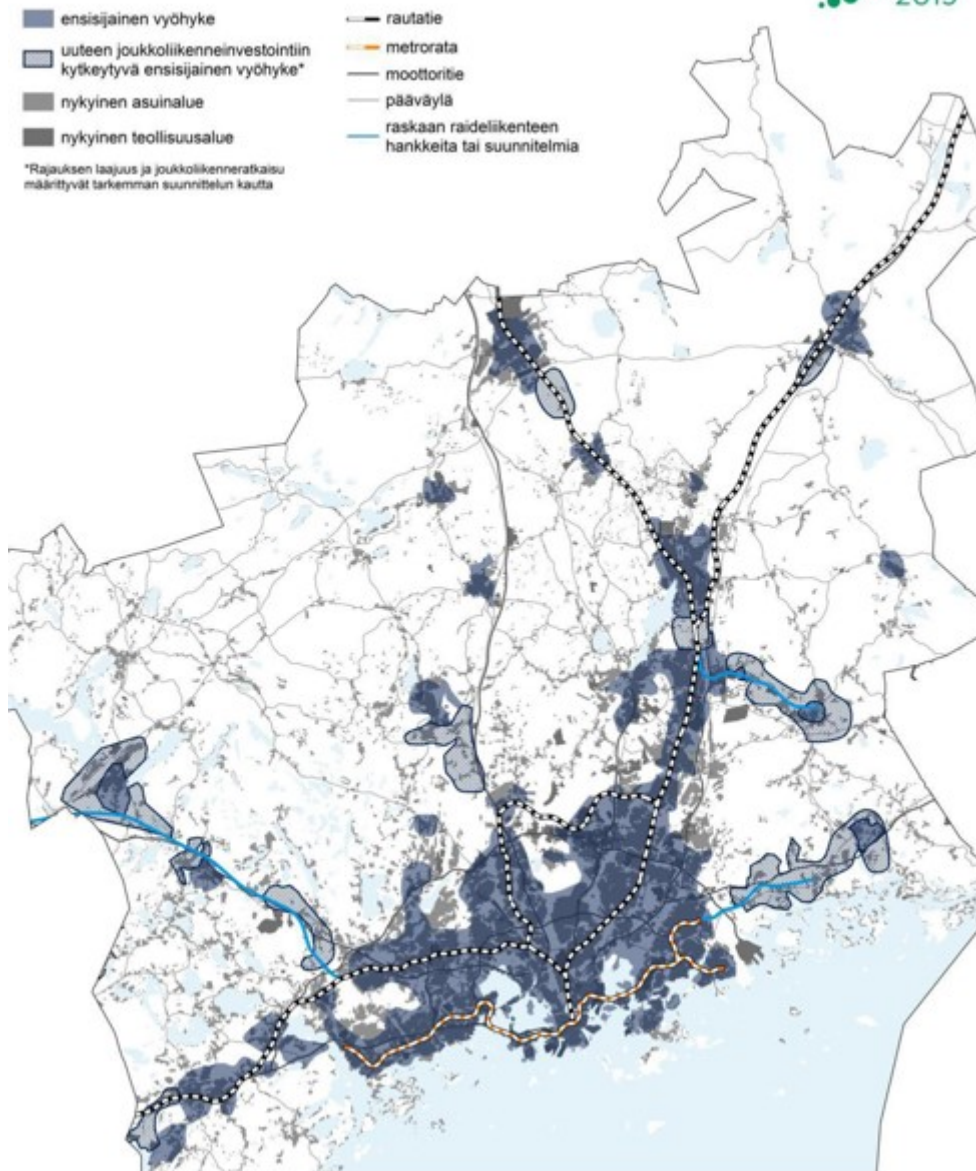 2019
ensisijainen vyöhyke
uuteen joukkoliikenneinvestointiin
kytkeytyvä ensisijainen vyöhyke*
nykyinen asuinalue
nykyinen teollisuusalue
*Rajauksen laajuus ja joukkoliikenneratkaisu
määrittyvät tarkemman suunnittelun kautta
rautatie
metrorata
moottoritie
pääväylä
raskaan raideliikenteen
hankkeita tai suunnitelmia